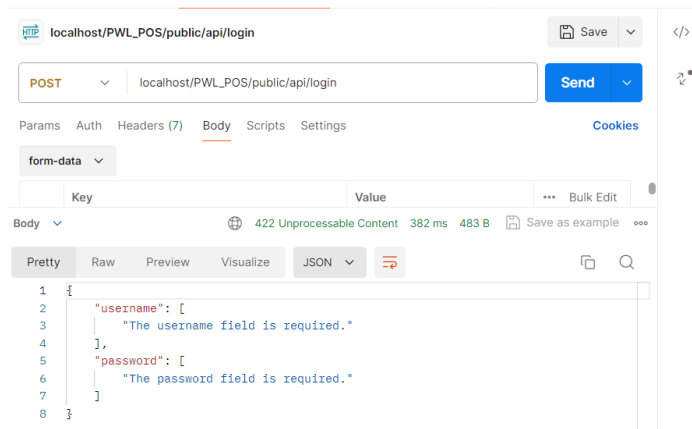 HTTP localhost/PWL_POS/public/api/login Save </>
POST localhost/PWL_POS/public/api/login Send
Params Auth Headers (7) Body Scripts Settings Cookies
form-data
Key Value ••• Bulk Edit
Body 422 Unprocessable Content 382 ms 483 B Save as example
Pretty Raw Preview Visualize JSON
1 {
2 "username": [
3 "The username field is required."
4 ],
5 "password": [
6 "The password field is required."
7 ]
8 }